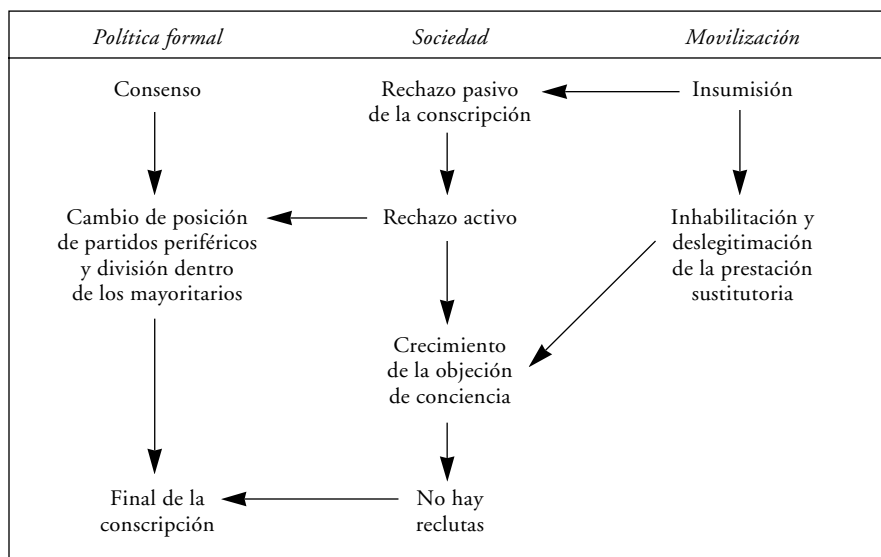 Política formal
Sociedad
Movilización
Consenso
Rechazo pasivo
de la conscripción
Insumisión
Cambio de posición
de partidos periféricos
y división dentro
de los mayoritarios
Rechazo activo
Inhabilitación y
deslegitimación
de la prestación
sustitutoria
Crecimiento
de la objeción
de conciencia
Final de la
conscripción
No hay
reclutas